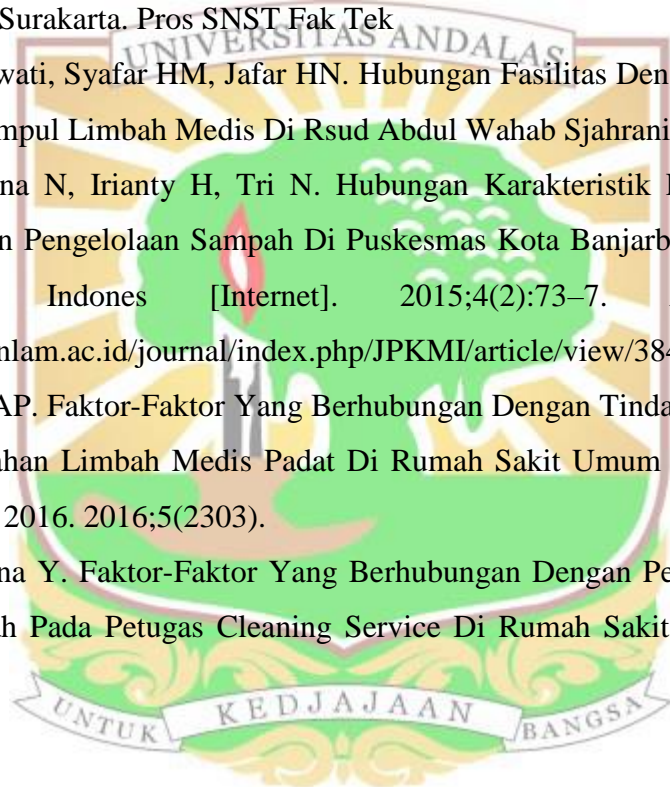 Surakarta. Pros SNST Fak Tek
UNIVERSITAS ANDALAS
wati, Syafar HM, Jafar HN. Hubungan Fasilitas Den
mpul Limbah Medis Di Rsud Abdul Wahab Sjahrani
na N, Irianty H, Tri N. Hubungan Karakteristik
n Pengelolaan Sampah Di Puskesmas Kota Banjarb
Indones [Internet]. 2015;4(2):73–7.
nlam.ac.id/journal/index.php/JPKMI/article/view/384
AP. Faktor-Faktor Yang Berhubungan Dengan Tinda
ahan Limbah Medis Padat Di Rumah Sakit Umum
2016. 2016;5(2303).
na Y. Faktor-Faktor Yang Berhubungan Dengan Pe
h Pada Petugas Cleaning Service Di Rumah Sakit
UNTUK KEDJAJAAN BANGSA